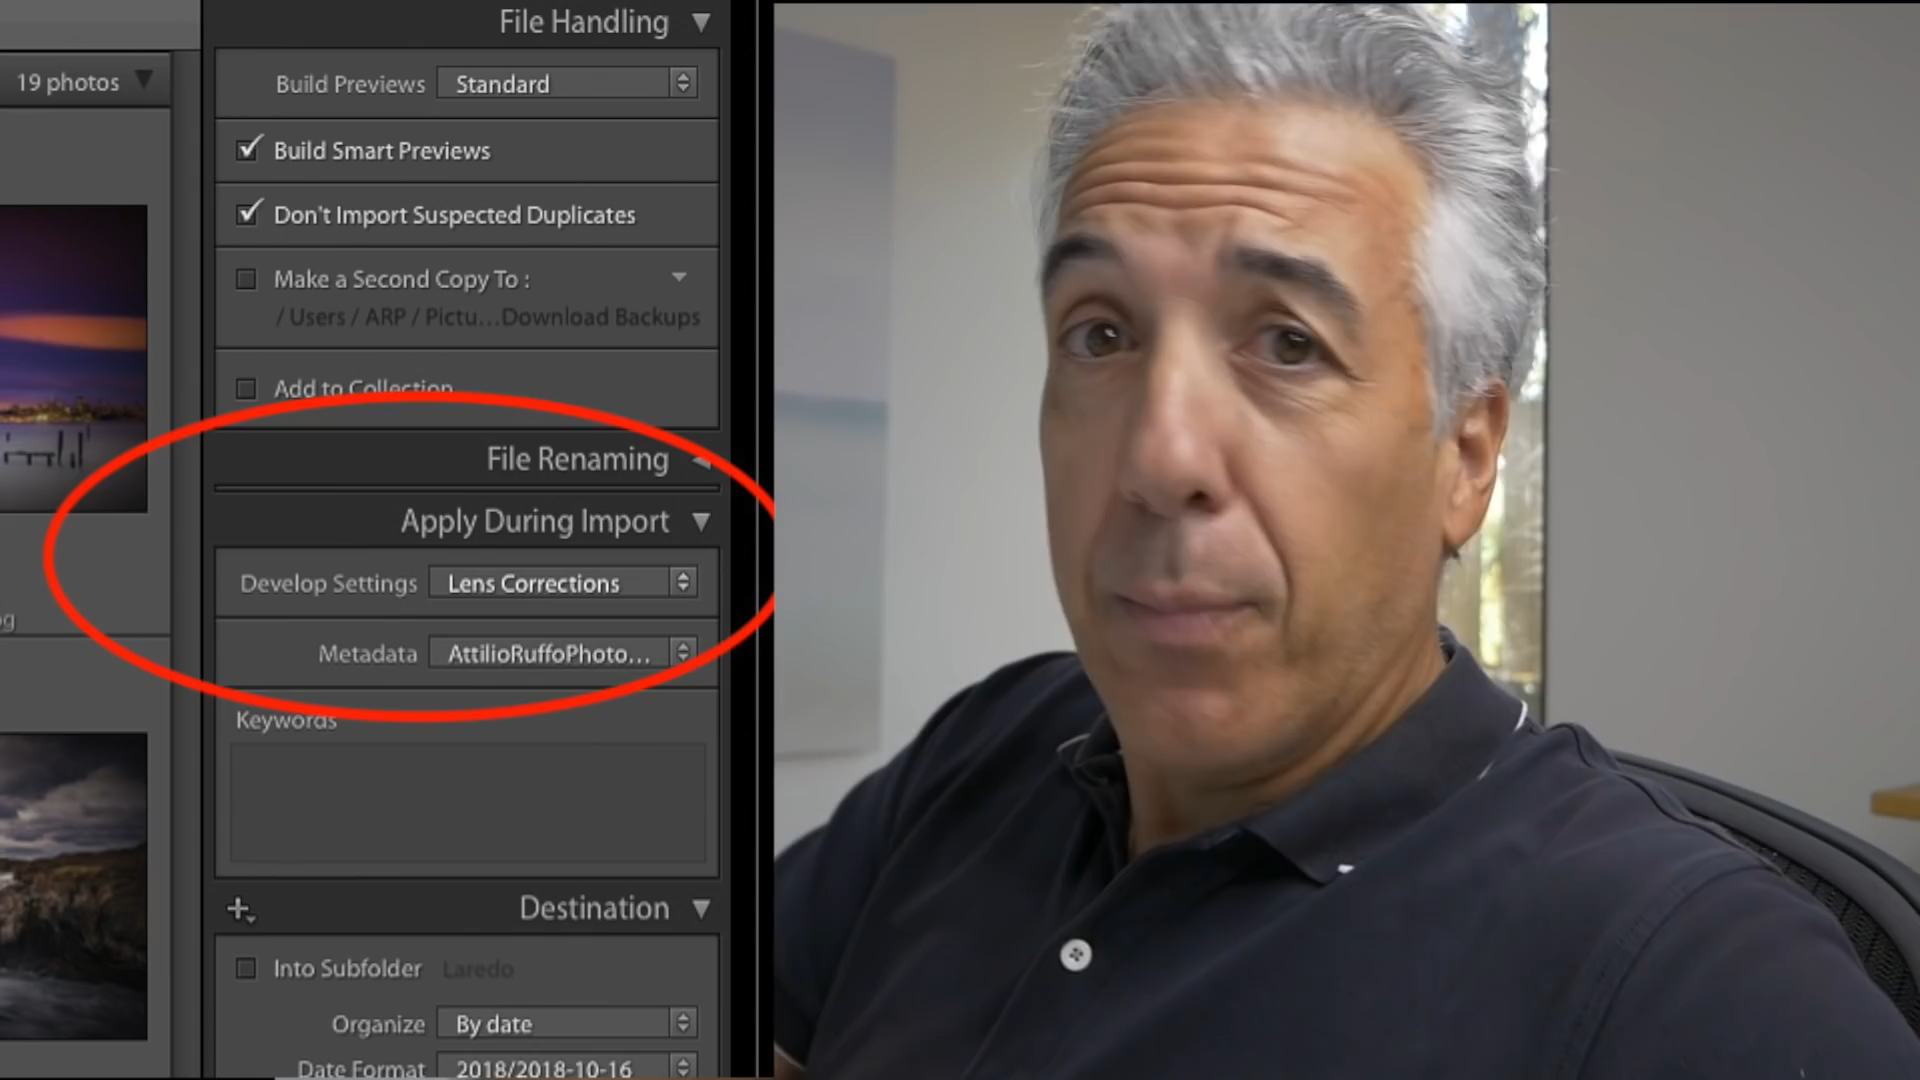 19 photos
File Handling
Build Previews Standard
Build Smart Previews
Don't Import Suspected Duplicates
Make a Second Copy To :
/ Users / ARP / Pictu...Download Backups
Add to Collection
File Renaming
Apply During Import
Develop Settings Lens Corrections
Metadata AttilioRuffoPhoto...
Keywords
Destination
Into Subfolder Laredo
Organize By date
Date Format 2018/2018-10-16